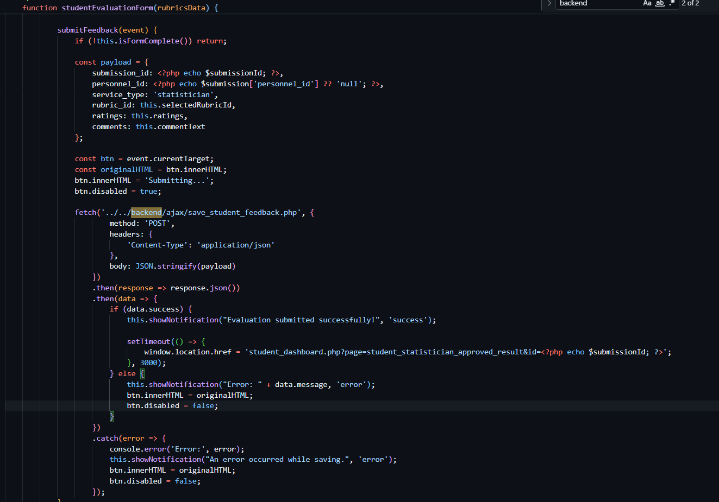 function studentEvaluationForm(rubricsData) {
backend
Aa ab .* 2 of 2
submitFeedback(event) {
if (!this.isFormComplete()) return;
const payload = {
submission_id: <?php echo $submissionId; ?>,
personnel_id: <?php echo $submission['personnel_id'] ?? 'null'; ?>,
service_type: 'statistician',
rubric_id: this.selectedRubricId,
ratings: this.ratings,
comments: this.commentText
};
const btn = event.currentTarget;
const originalHTML = btn.innerHTML;
btn.innerHTML = 'Submitting...';
btn.disabled = true;
fetch('../../backend/ajax/save_student_feedback.php', {
method: 'POST',
headers: {
'Content-Type': 'application/json'
},
body: JSON.stringify(payload)
})
.then(response => response.json())
.then(data => {
if (data.success) {
this.showNotification("Evaluation submitted successfully!", 'success');
setTimeout(() => {
window.location.href = 'student_dashboard.php?page=student_statistician_approved_result&id=<?php echo $submissionId; ?>';
}, 3000);
} else {
this.showNotification("Error: " + data.message, 'error');
btn.innerHTML = originalHTML;
btn.disabled = false;
}
})
.catch(error => {
console.error('Error:', error);
this.showNotification("An error occurred while saving.", 'error');
btn.innerHTML = originalHTML;
btn.disabled = false;
});